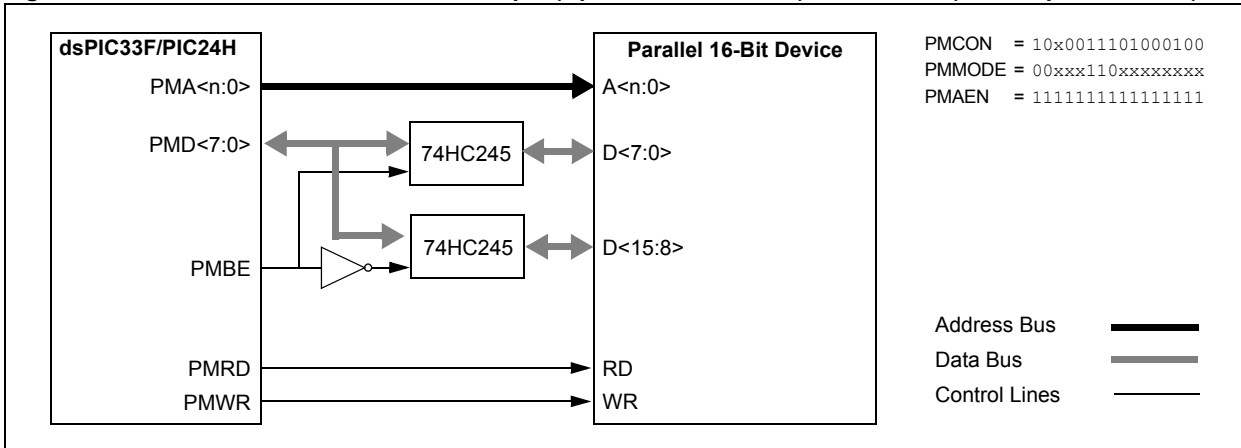 dsPIC33F/PIC24H
PMA<n:0>
PMD<7:0>
PMBE
PMRD
PMWR
74HC245
74HC245
Parallel 16-Bit Device
A<n:0>
D<7:0>
D<15:8>
RD
WR
PMCON = 10x0011101000100
PMMODE = 00xxx110xxxxxxxx
PMAEN = 1111111111111111
Address Bus
Data Bus
Control Lines